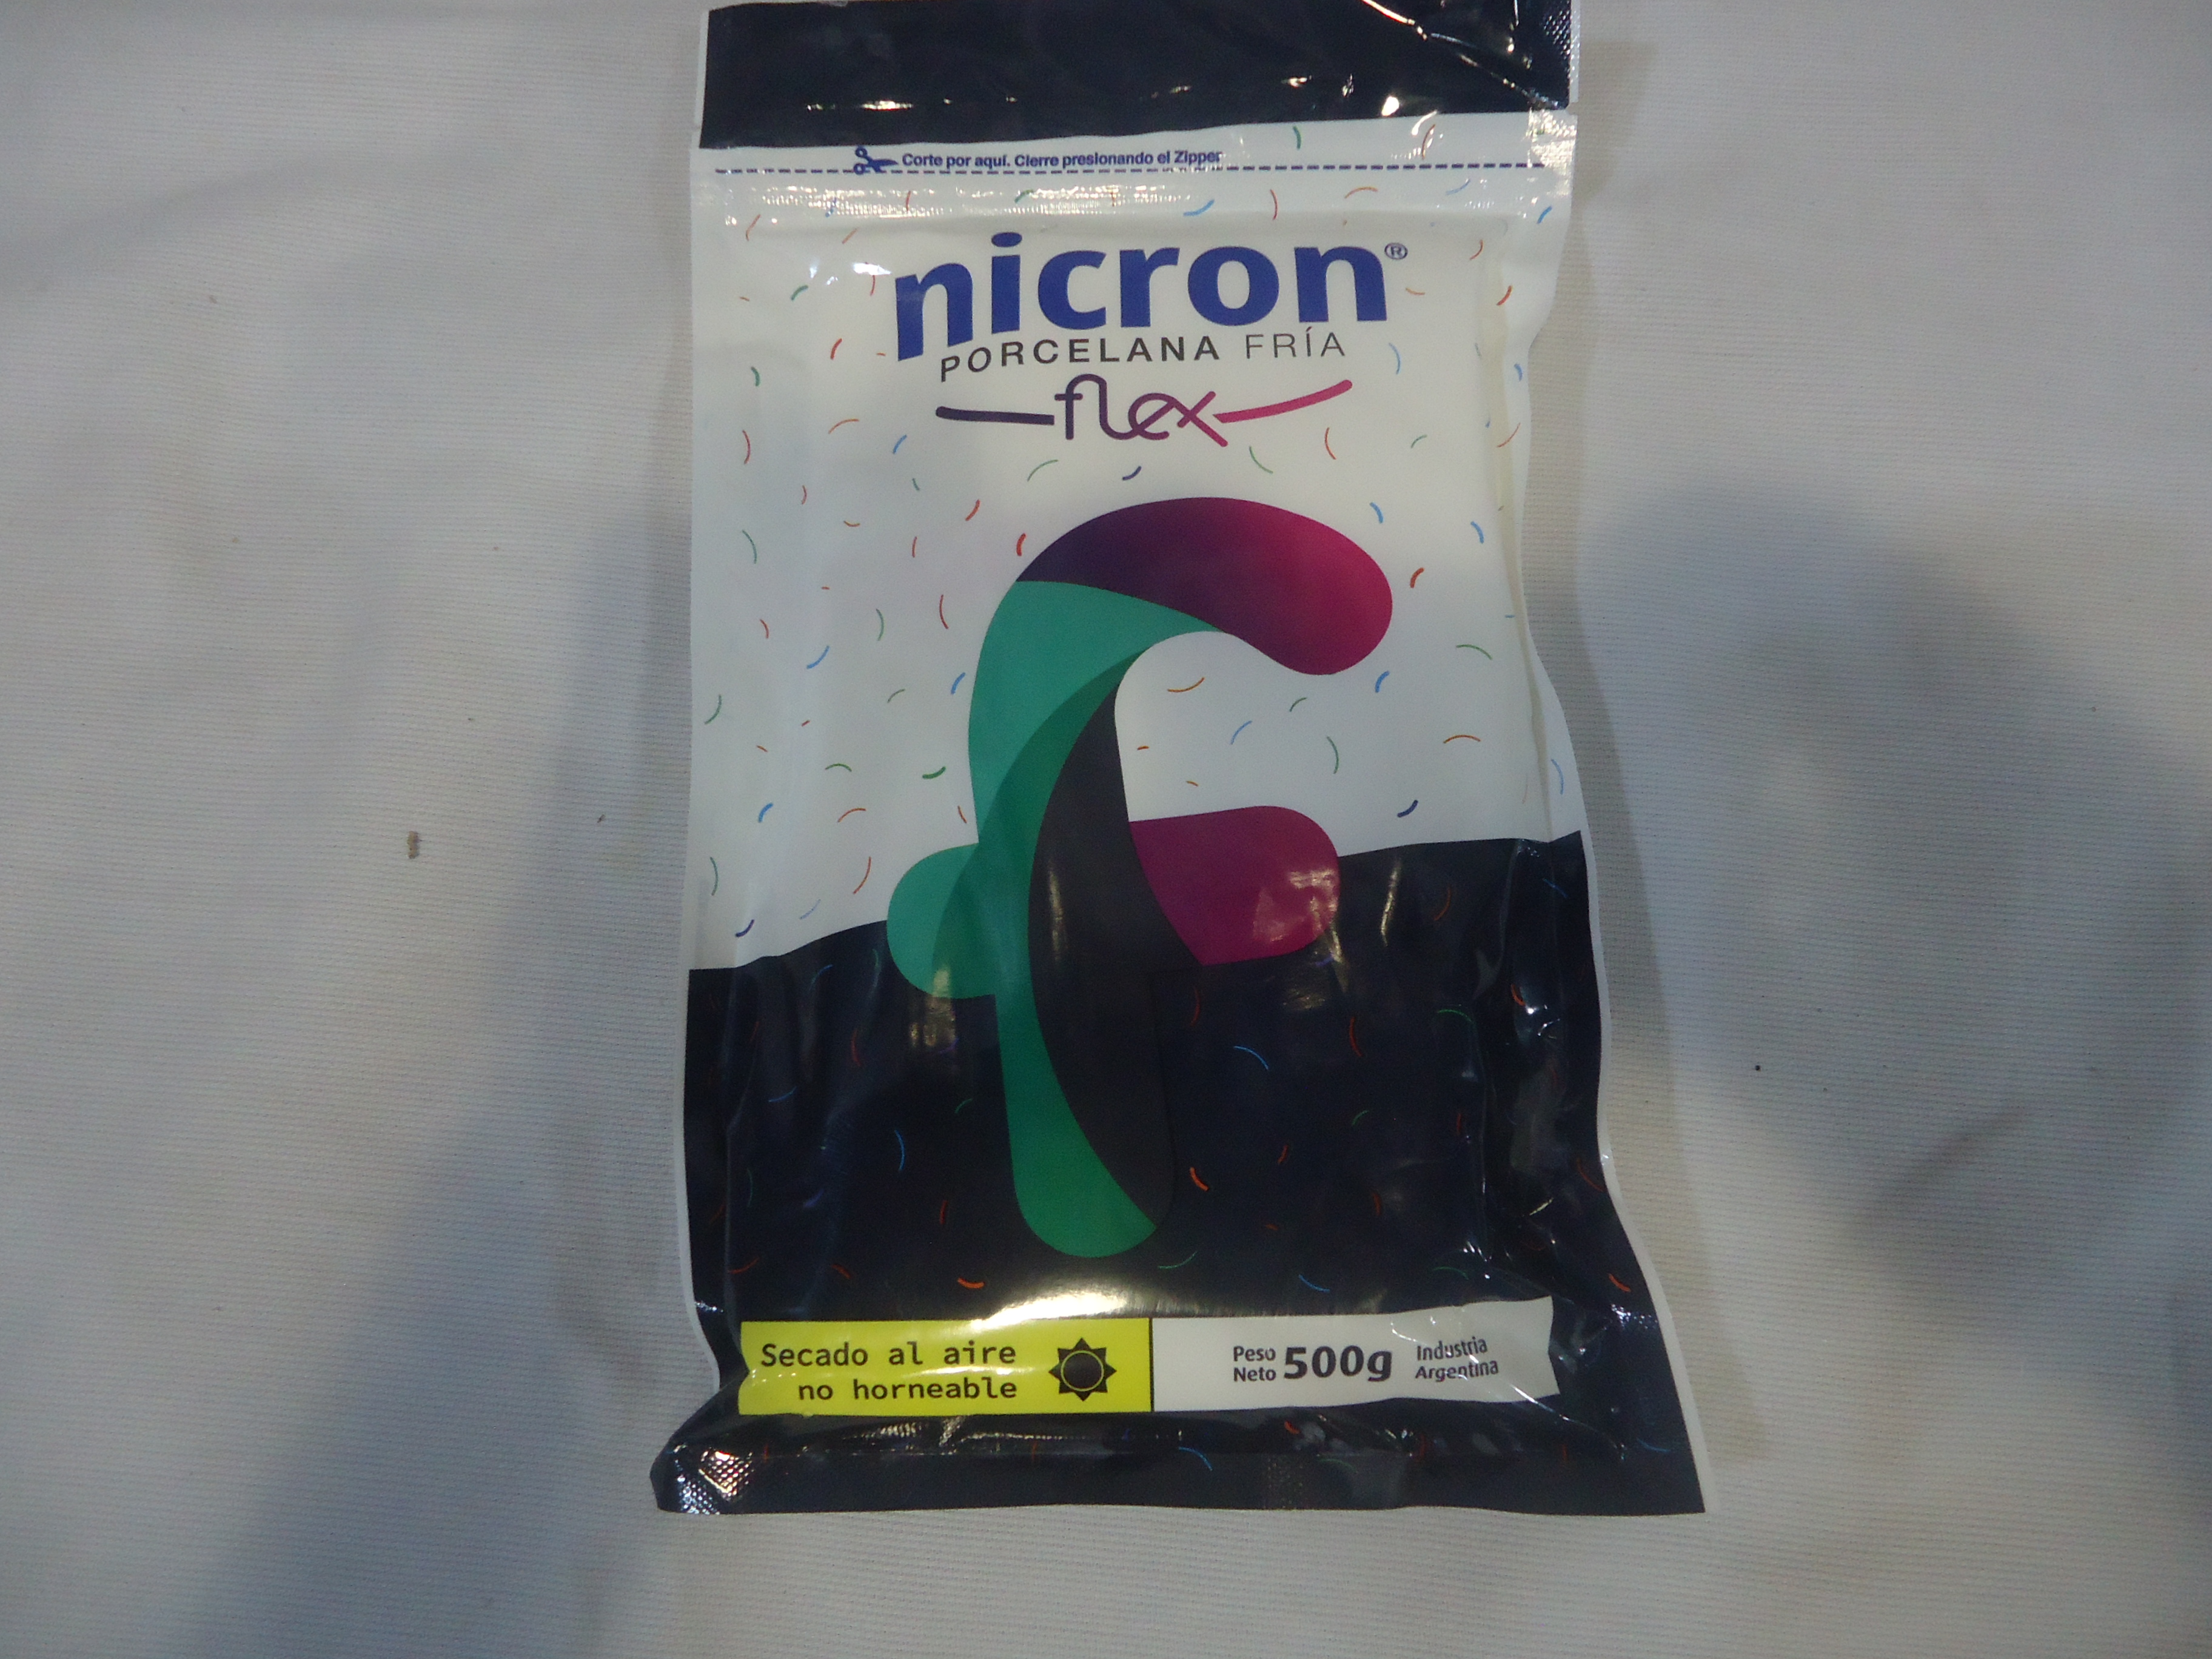 Corte por aquí. Cierre presionando el Zipper
nicron®
PORCELANA FRÍA
flex
Secado al aire
no horneable
Peso
Neto 500g
Industria
Argentina